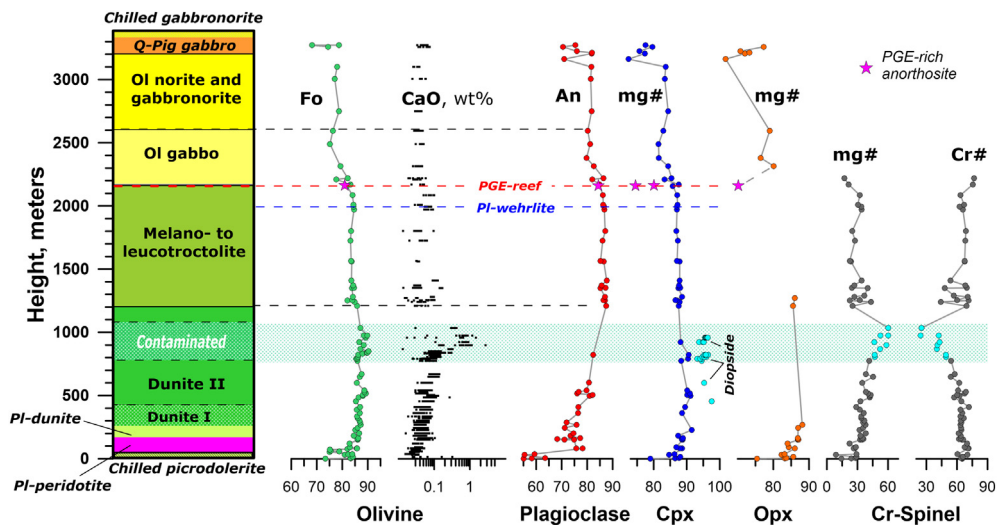 Chilled gabbronorite
Q-Pig gabbro
Ol norite and
gabbronorite
Ol gabbo
Melano- to
leucotroctolite
Contaminated
Dunite II
Dunite I
Pl-dunite
Pl-peridotite
Chilled picrodolerite
Height, meters
3000
2500
2000
1500
1000
500
0
Fo
CaO, wt%
An
mg#
mg#
PGE-rich
anorthosite
mg#
Cr#
PGE-reef
Pl-wehrlite
Diopside
60 70 80 90
0.1 1
60 70 80 90
80 90 100
60 70 80 90
0 30 60
30 60 90
Olivine
Plagioclase
Cpx
Opx
Cr-Spinel